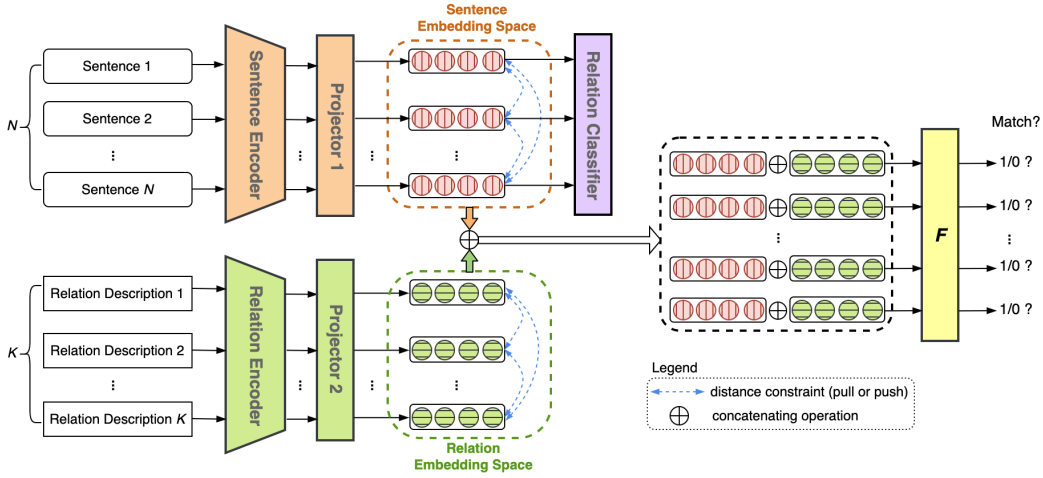 Sentence
Embedding Space
Sentence 1
Sentence 2
...
Sentence N
N
Sentence Encoder
...
Projector 1
...
...
Relation Classifier
Match?
1/0 ?
1/0 ?
...
...
1/0 ?
1/0 ?
F
Relation Description 1
Relation Description 2
...
Relation Description K
K
Relation Encoder
...
Projector 2
...
...
Relation
Embedding Space
Legend
distance constraint (pull or push)
concatenating operation